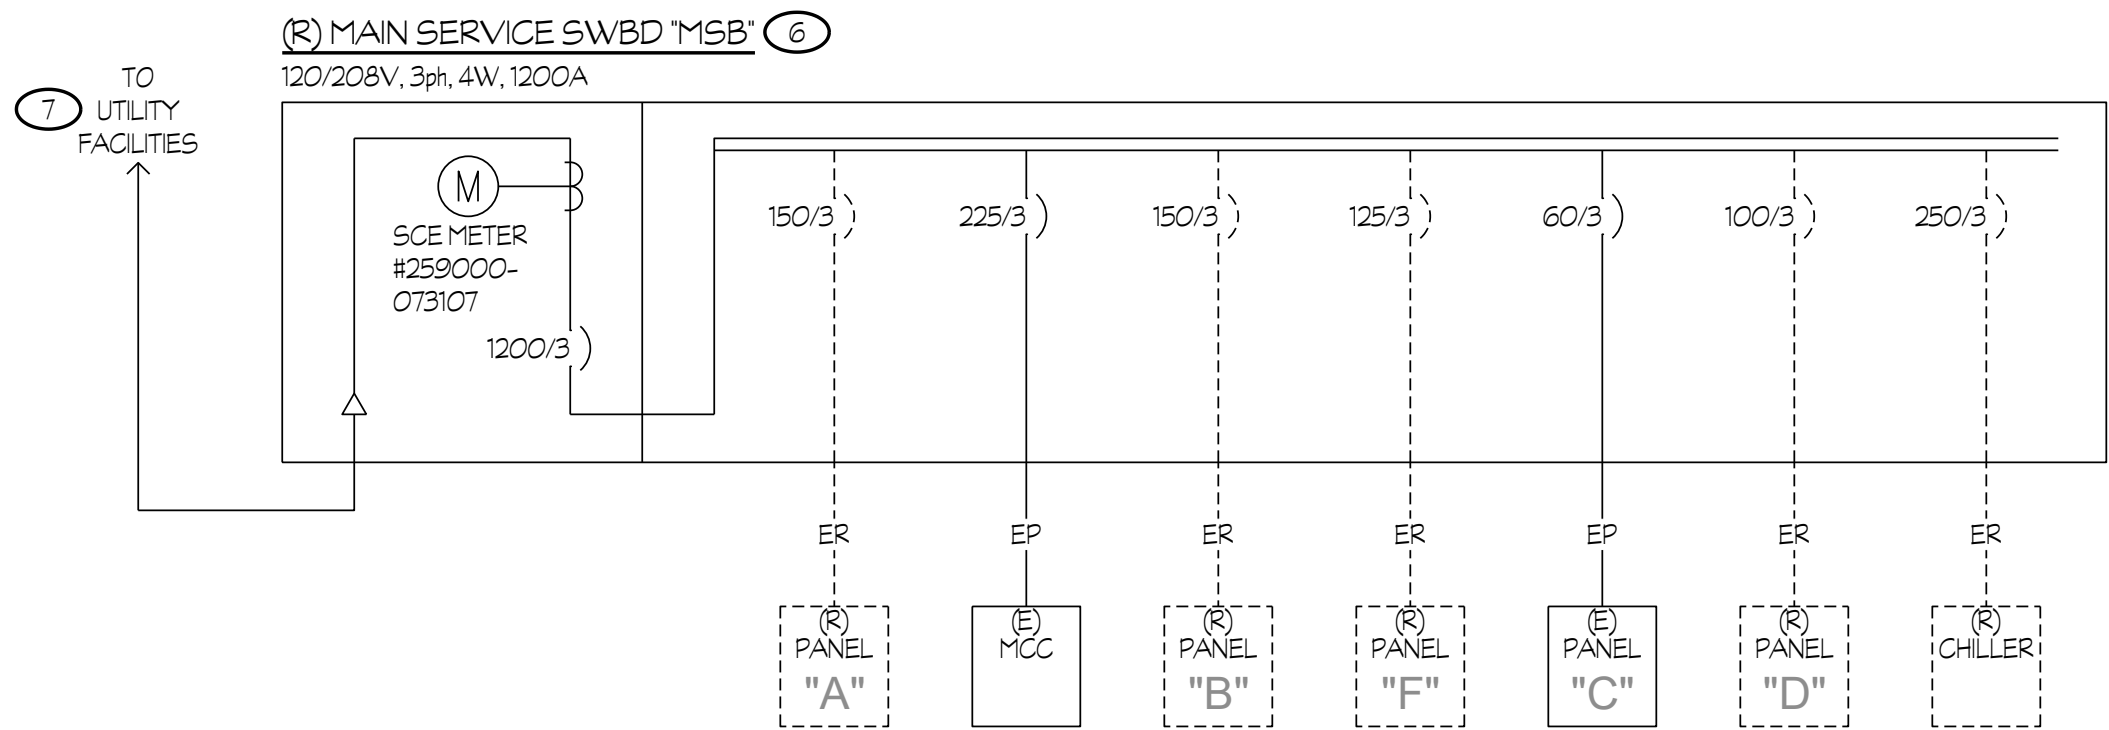 (R) MAIN SERVICE SWBD "MSB" 6
120/208V, 3ph, 4W, 1200A
7
TO
UTILITY
FACILITIES
M
SCE METER
#259000-
073107
1200/3
150/3 225/3 150/3 125/3 60/3 100/3 250/3
ER EP ER ER EP ER ER
(R)
PANEL
"A"
(E)
MCC
(R)
PANEL
"B"
(R)
PANEL
"F"
(E)
PANEL
"C"
(R)
PANEL
"D"
(R)
CHILLER